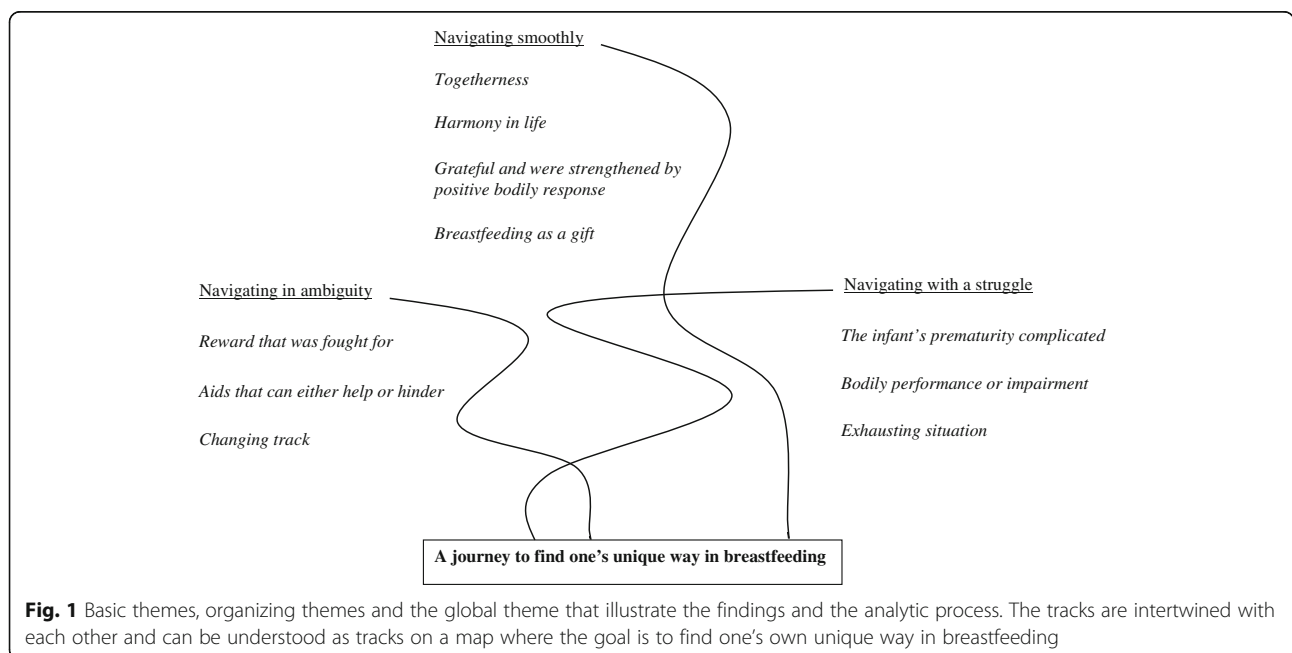 Navigating smoothly
Togetherness
Harmony in life
Grateful and were strengthened by
positive bodily response
Breastfeeding as a gift
Navigating in ambiguity
Reward that was fought for
Aids that can either help or hinder
Changing track
Navigating with a struggle
The infant's prematurity complicated
Bodily performance or impairment
Exhausting situation
A journey to find one's unique way in breastfeeding
Fig. 1 Basic themes, organizing themes and the global theme that illustrate the findings and the analytic process. The tracks are intertwined with
each other and can be understood as tracks on a map where the goal is to find one's own unique way in breastfeeding